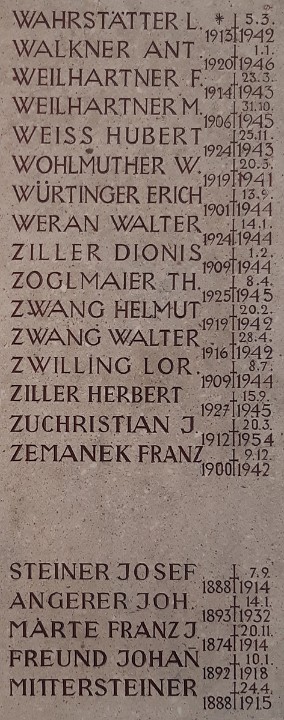 WAHRSTÄTTER L. * 1913 † 5.3. 1942
WALKNER ANT. 1920 † 1.1. 1946
WEILHARTNER F. 1914 † 23.3. 1943
WEILHARTNER M. 1906 † 31.10. 1945
WEISS HUBERT 1924 † 25.11. 1943
WOHLMUTHER W. 1919 † 20.5. 1941
WÜRTINGER ERICH 1901 † 13.9. 1944
WERAN WALTER 1924 † 14.1. 1944
ZILLER DIONIS 1909 † 1.2. 1944
ZOGLMAIER TH. 1925 † 8.4. 1945
ZWANG HELMUT 1919 † 20.2. 1942
ZWANG WALTER 1916 † 28.4. 1942
ZWILLING LOR. 1909 † 8.7. 1944
ZILLER HERBERT 1927 † 15.9. 1945
ZUCHRISTIAN J. 1912 † 20.3. 1954
ZEMANEK FRANZ 1900 † 9.12. 1942
STEINER JOSEF 1888 † 7.9. 1914
ANGERER JOH. 1893 † 14.1. 1932
MÄRTE FRANZ J. 1874 † 20.11. 1914
FREUND JOHAN̄ 1892 † 10.1. 1918
MITTERSTEINER 1888 † 24.4. 1915